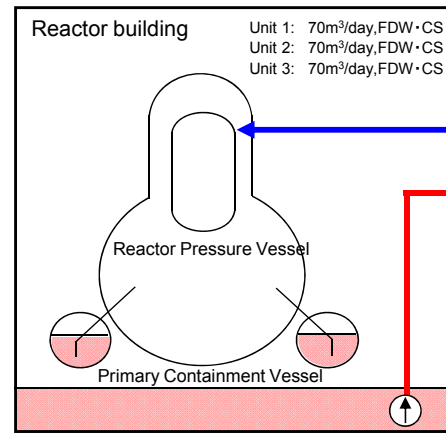 Reactor building
Unit 1: 70m³/day,FDW・CS
Unit 2: 70m³/day,FDW・CS
Unit 3: 70m³/day,FDW・CS
Reactor Pressure Vessel
Primary Containment Vessel